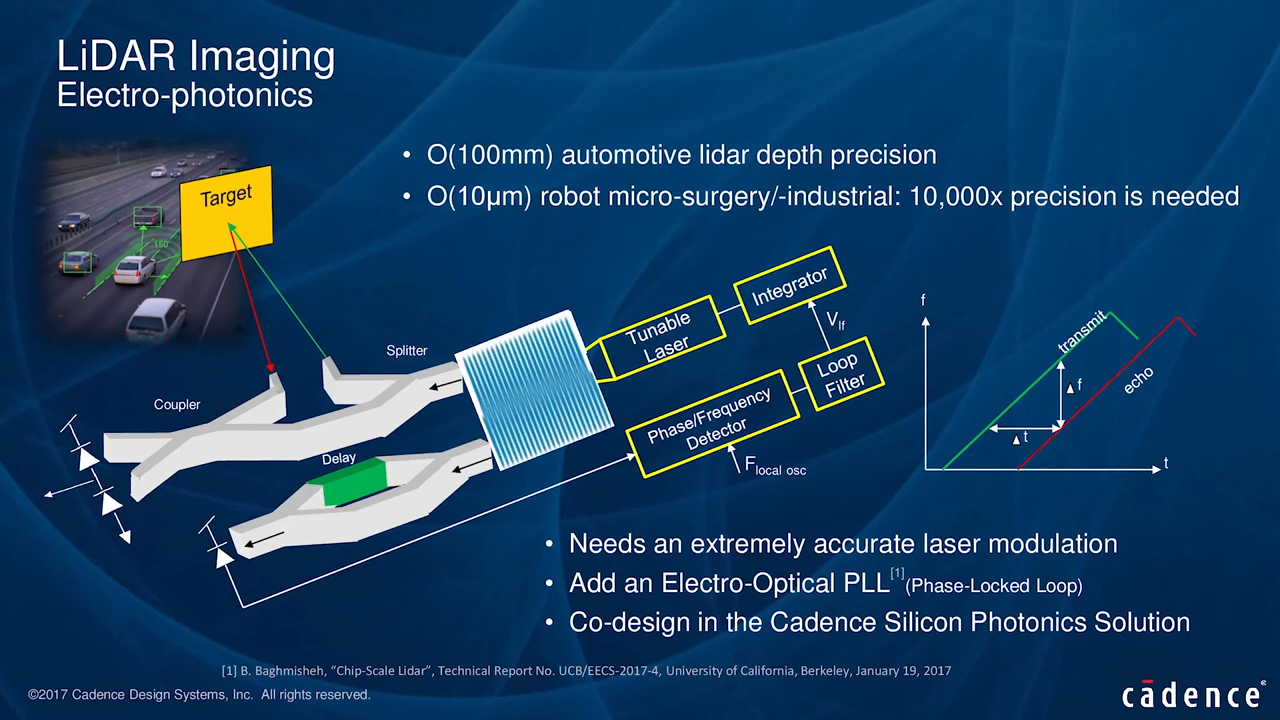 LiDAR Imaging
Electro-photonics
• O(100mm) automotive lidar depth precision
• O(10µm) robot micro-surgery/-industrial: 10,000x precision is needed
Target
150
Splitter
Coupler
Delay
Tunable
Laser
Integrator
V lf
Loop
Filter
Phase/Frequency
Detector
F local osc
f
transmit
echo
▲ f
▲ t
t
• Needs an extremely accurate laser modulation
• Add an Electro-Optical PLL[1](Phase-Locked Loop)
• Co-design in the Cadence Silicon Photonics Solution
[1] B. Baghmisheh, “Chip-Scale Lidar”, Technical Report No. UCB/EECS-2017-4, University of California, Berkeley, January 19, 2017
©2017 Cadence Design Systems, Inc. All rights reserved.
cādence®